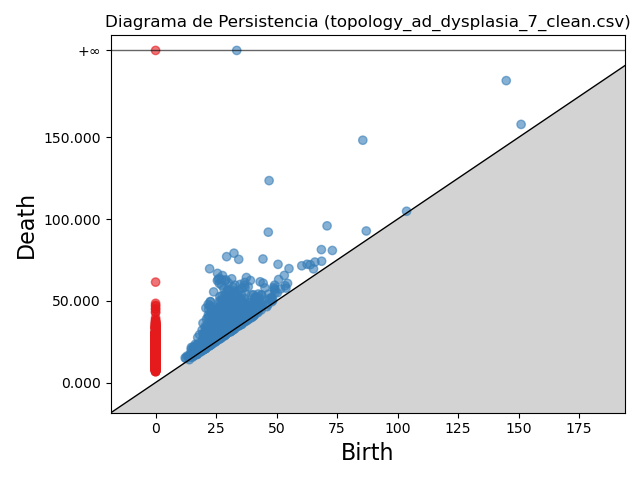 Diagrama de Persistencia (topology_ad_dysplasia_7_clean.csv)
+∞
150.000
100.000
50.000
0.000
Death
0 25 50 75 100 125 150 175
Birth